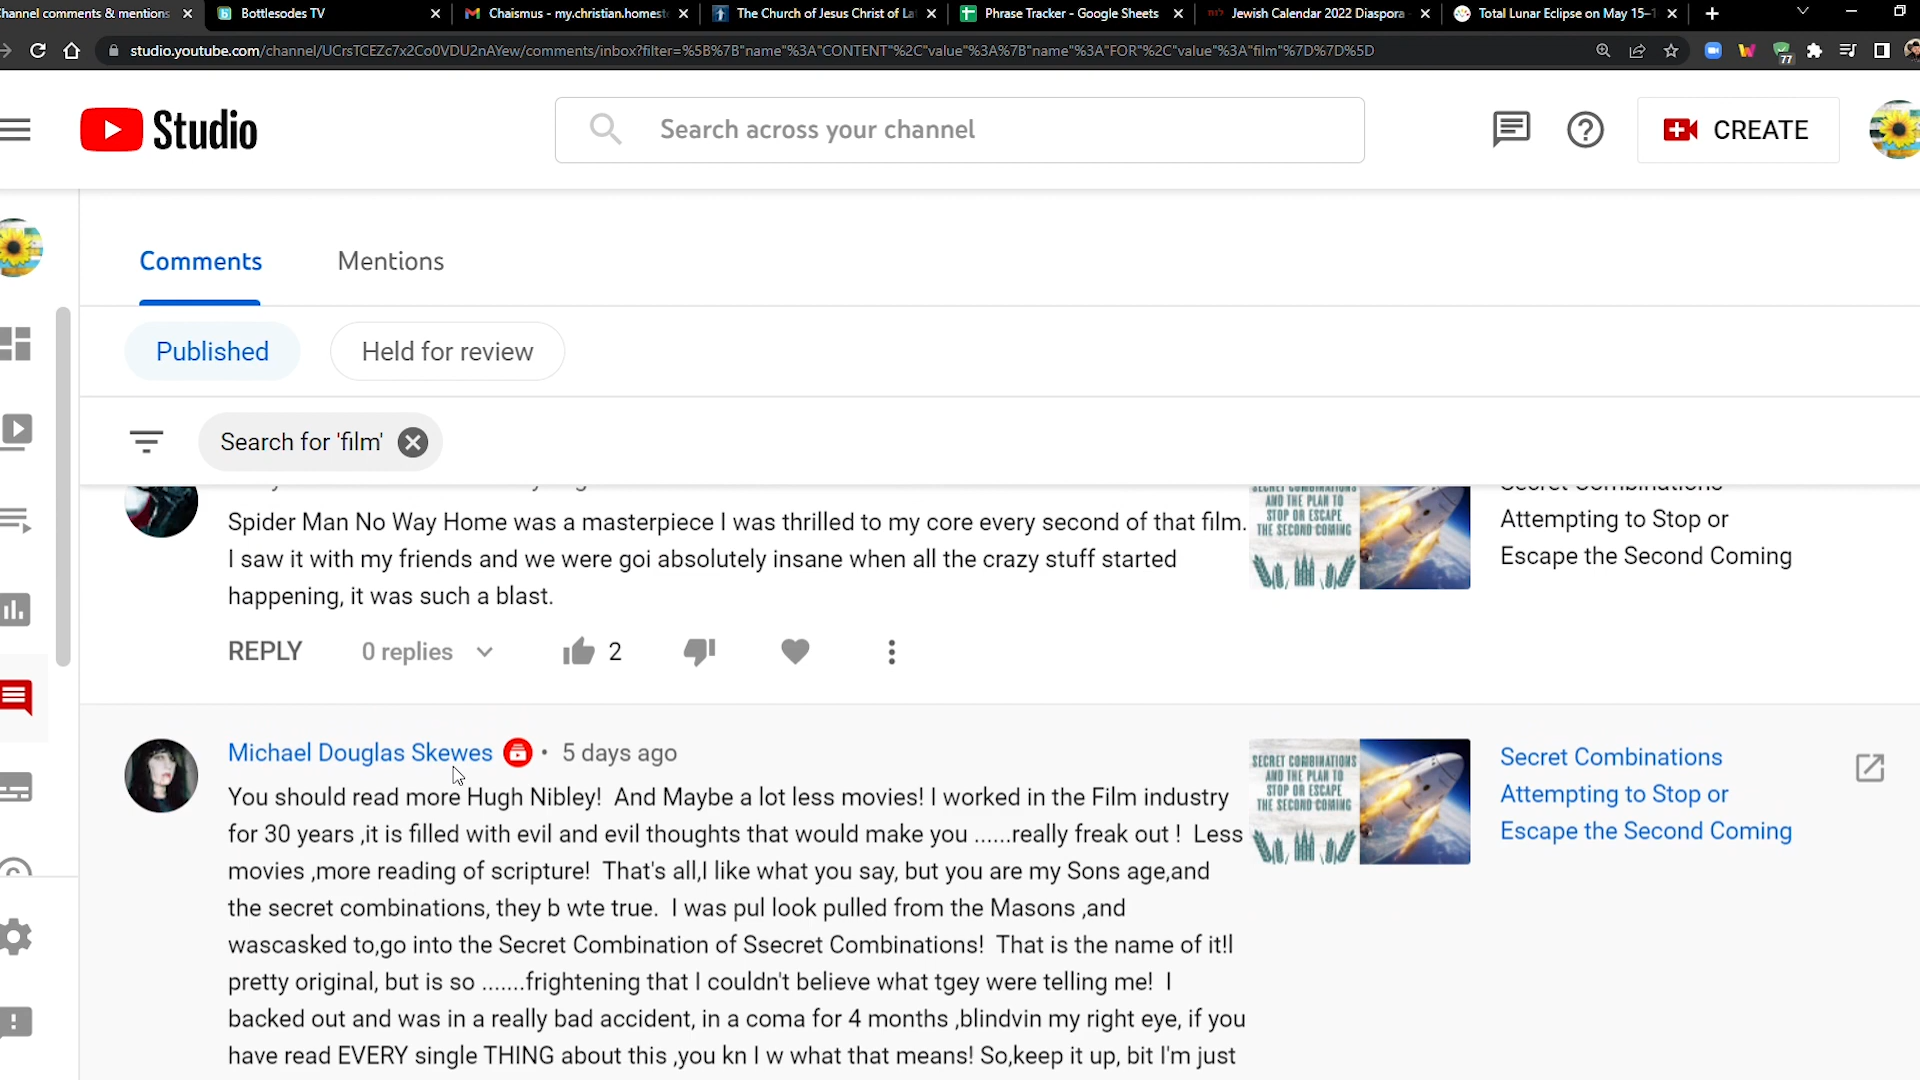 hannel comments & mentions
Bottlesodes TV
Chaismus - my.christian.homest
The Church of Jesus Christ of La
Phrase Tracker - Google Sheets
Jewish Calendar 2022 Diaspora
Total Lunar Eclipse on May 15–1
studio.youtube.com/channel/UCrsTCEZc7x2Co0VDU2nAYew/comments/inbox?filter=%5B%7B"name"%3A"CONTENT"%2C"value"%3A%7B"name"%3A"FOR"%2C"value"%3A"film"%7D%7D%5D
77
Studio
Search across your channel
CREATE
Comments
Mentions
Published
Held for review
Search for 'film'
Spider Man No Way Home was a masterpiece I was thrilled to my core every second of that film.
I saw it with my friends and we were goi absolutely insane when all the crazy stuff started
happening, it was such a blast.
SECRET COMBINATIONS
AND THE PLAN TO
STOP OR ESCAPE
THE SECOND COMING
Secret Combinations
Attempting to Stop or
Escape the Second Coming
REPLY
0 replies
2
Michael Douglas Skewes • 5 days ago
You should read more Hugh Nibley! And Maybe a lot less movies! I worked in the Film industry
for 30 years ,it is filled with evil and evil thoughts that would make you ......really freak out ! Less
movies ,more reading of scripture! That's all,I like what you say, but you are my Sons age,and
the secret combinations, they b wte true. I was pul look pulled from the Masons ,and
wascasked to,go into the Secret Combination of Ssecret Combinations! That is the name of it!I
pretty original, but is so .......frightening that I couldn't believe what tgey were telling me! I
backed out and was in a really bad accident, in a coma for 4 months ,blindvin my right eye, if you
have read EVERY single THING about this ,you kn I w what that means! So,keep it up, bit I'm just
SECRET COMBINATIONS
AND THE PLAN TO
STOP OR ESCAPE
THE SECOND COMING
Secret Combinations
Attempting to Stop or
Escape the Second Coming